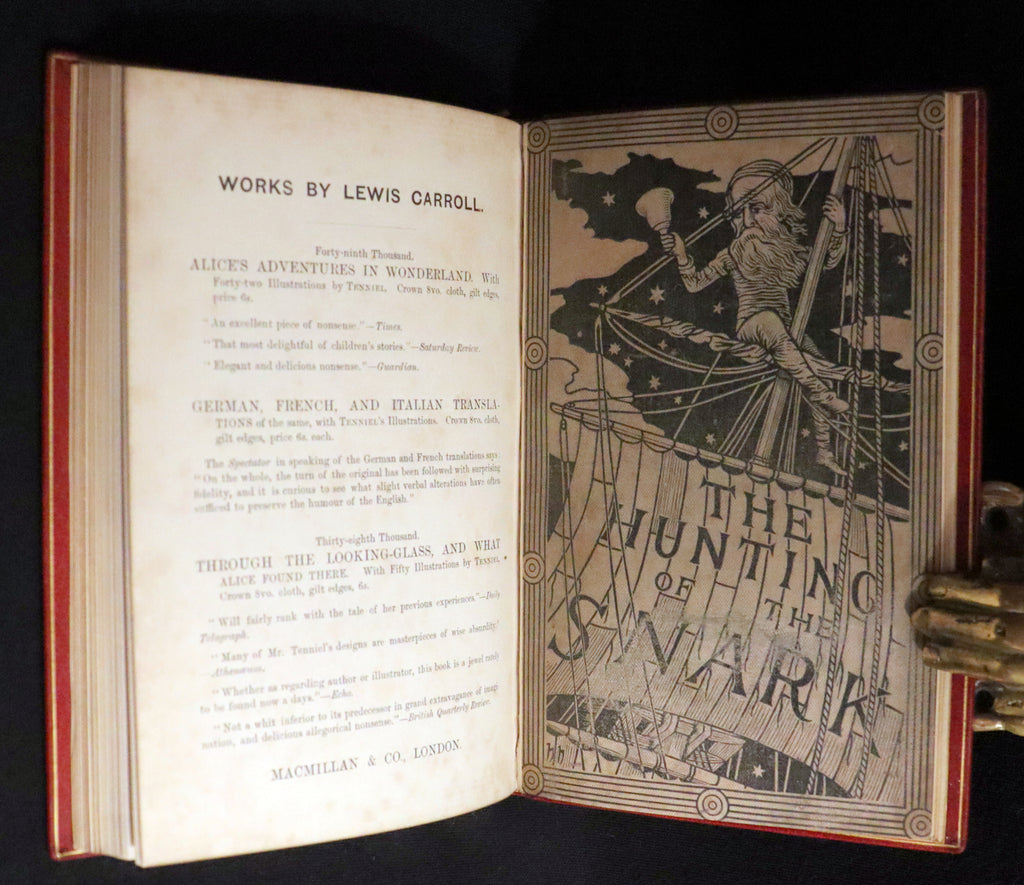 WORKS BY LEWIS CARROLL.
Forty-ninth Thousand.
ALICE'S ADVENTURES IN WONDERLAND. With
Forty-two Illustrations by TENNIEL. Crown 8vo. cloth, gilt edges,
price 6s.
"An excellent piece of nonsense."—Times.
"That most delightful of children's stories."—Saturday Review.
"Elegant and delicious nonsense."—Guardian.
GERMAN, FRENCH, AND ITALIAN TRANSLA-
TIONS of the same, with TENNIEL'S Illustrations. Crown 8vo. cloth,
gilt edges, price 6s. each.
The Spectator in speaking of the German and French translations says:
"On the whole, the turn of the original has been followed with surprising
fidelity, and it is curious to see what slight verbal alterations have often
sufficed to preserve the humour of the English."
Thirty-eighth Thousand.
THROUGH THE LOOKING-GLASS, AND WHAT
ALICE FOUND THERE. With Fifty Illustrations by TENNIEL.
Crown 8vo. cloth, gilt edges, 6s.
"Will fairly rank with the tale of her previous experiences."—Daily
Telegraph.
"Many of Mr. Tenniel's designs are masterpieces of wise absurdity."
Athenæum.
"Whether as regarding author or illustrator, this book is a jewel rarely
to be found now a days."—Echo.
"Not a whit inferior to its predecessor in grand extravagance of imagi-
nation, and delicious allegorical nonsense."—British Quarterly Review.
MACMILLAN & CO., LONDON.
THE
HUNTING
OF THE
SNARK